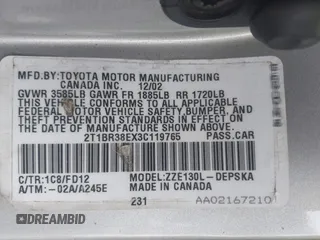 MFD.BY:TOYOTA MOTOR MANUFACTURING
CANADA INC. 12/02
GVWR 3585LB GAWR FR 1885LB RR 1720LB
THIS VEHICLE CONFORMS TO ALL APPLICABLE
FEDERAL MOTOR VEHICLE SAFETY,BUMPER, AND
THEFT PREVENTION STANDARDS IN EFFECT ON
THE DATE OF MANUFACTURE SHOWN ABOVE.
2T1BR38EX3C119765 PASS.CAR
C/TR:1C8/FD12 MODEL:ZZE130L-DEPSKA
A/TM:-02A/A245E MADE IN CANADA
231 AA02167210
DEALERS AUCTION